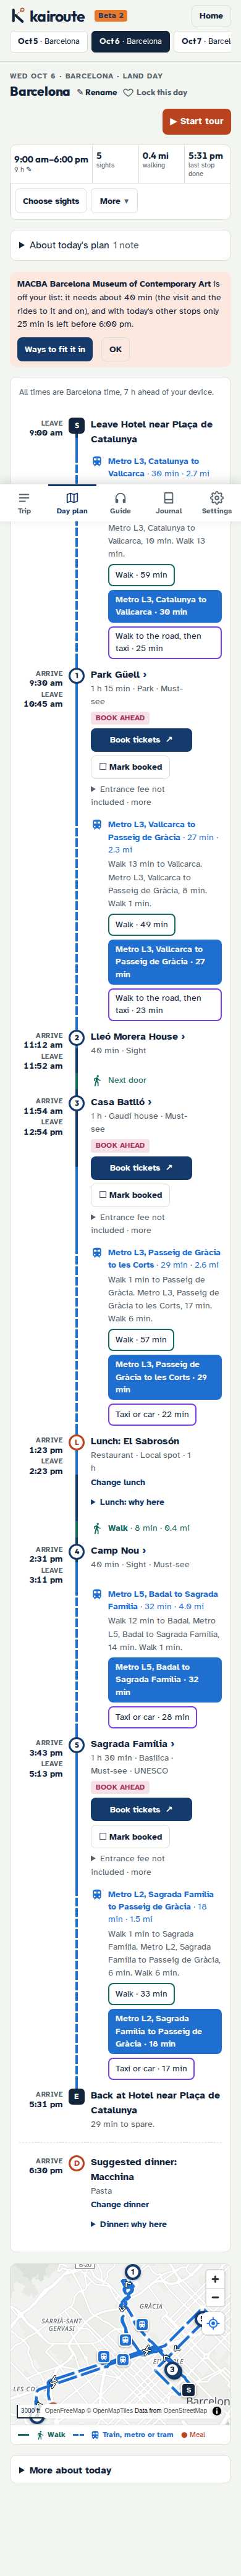 kairoute Beta 2 Home
Oct 5 · Barcelona Oct 6 · Barcelona Oct 7 · Barcel
WED OCT 6 · BARCELONA · LAND DAY
Barcelona ✎ Rename ♡ Lock this day
▶ Start tour
9:00 am–6:00 pm 5 0.4 mi 5:31 pm
9 h ✎ sights walking last stop
done
Choose sights More ▾
▶ About today's plan 1 note
MACBA Barcelona Museum of Contemporary Art is
off your list: it needs about 40 min (the visit and the
rides to it and on), and with today's other stops only
25 min is left before 6:00 pm.
Ways to fit it in OK
All times are Barcelona time, 7 h ahead of your device.
LEAVE
9:00 am
S
Leave Hotel near Plaça de
Catalunya
Metro L3, Catalunya to
Vallcarca · 30 min · 2.7 mi
Trip Day plan Guide Journal Settings
Metro L3, Catalunya to
Vallcarca, 10 min. Walk 13
min.
Walk · 59 min
Metro L3, Catalunya to
Vallcarca · 30 min
Walk to the road, then
taxi · 25 min
ARRIVE
9:30 am
LEAVE
10:45 am
1
Park Güell ›
1 h 15 min · Park · Must-
see
BOOK AHEAD
Book tickets ↗
☐ Mark booked
▶ Entrance fee not
included · more
Metro L3, Vallcarca to
Passeig de Gràcia · 27 min ·
2.3 mi
Walk 13 min to Vallcarca.
Metro L3, Vallcarca to
Passeig de Gràcia, 8 min.
Walk 1 min.
Walk · 49 min
Metro L3, Vallcarca to
Passeig de Gràcia · 27
min
Walk to the road, then
taxi · 23 min
ARRIVE
11:12 am
LEAVE
11:52 am
2
Lleó Morera House ›
40 min · Sight
Next door
ARRIVE
11:54 am
LEAVE
12:54 pm
3
Casa Batlló ›
1 h · Gaudí house · Must-
see
BOOK AHEAD
Book tickets ↗
☐ Mark booked
▶ Entrance fee not
included · more
Metro L3, Passeig de Gràcia
to les Corts · 29 min · 2.6 mi
Walk 1 min to Passeig de
Gràcia. Metro L3, Passeig de
Gràcia to les Corts, 17 min.
Walk 6 min.
Walk · 57 min
Metro L3, Passeig de
Gràcia to les Corts · 29
min
Taxi or car · 22 min
ARRIVE
1:23 pm
LEAVE
2:23 pm
L
Lunch: El Sabrosón
Restaurant · Local spot · 1
h
Change lunch
▶ Lunch: why here
Walk · 8 min · 0.4 mi
ARRIVE
2:31 pm
LEAVE
3:11 pm
4
Camp Nou ›
40 min · Sight · Must-see
Metro L5, Badal to Sagrada
Família · 32 min · 4.0 mi
Walk 12 min to Badal. Metro
L5, Badal to Sagrada Família,
14 min. Walk 1 min.
Metro L5, Badal to
Sagrada Família · 32
min
Taxi or car · 28 min
ARRIVE
3:43 pm
LEAVE
5:13 pm
5
Sagrada Família ›
1 h 30 min · Basilica ·
Must-see · UNESCO
BOOK AHEAD
Book tickets ↗
☐ Mark booked
▶ Entrance fee not
included · more
Metro L2, Sagrada Família
to Passeig de Gràcia · 18
min · 1.5 mi
Walk 1 min to Sagrada
Família. Metro L2, Sagrada
Família to Passeig de Gràcia,
6 min. Walk 6 min.
Walk · 33 min
Metro L2, Sagrada
Família to Passeig de
Gràcia · 18 min
Taxi or car · 17 min
ARRIVE
5:31 pm
E
Back at Hotel near Plaça de
Catalunya
29 min to spare.
ARRIVE
6:30 pm
D
Suggested dinner:
Macchina
Pasta
Change dinner
▶ Dinner: why here
B-20
1
+
−
GRÀCIA
SARRIÀ-SANT
GERVASI
3
LES CO
S
Barcelon
3000 ft OpenFreeMap © OpenMapTiles Data from OpenStreetMap
Walk Train, metro or tram Meal
▶ More about today